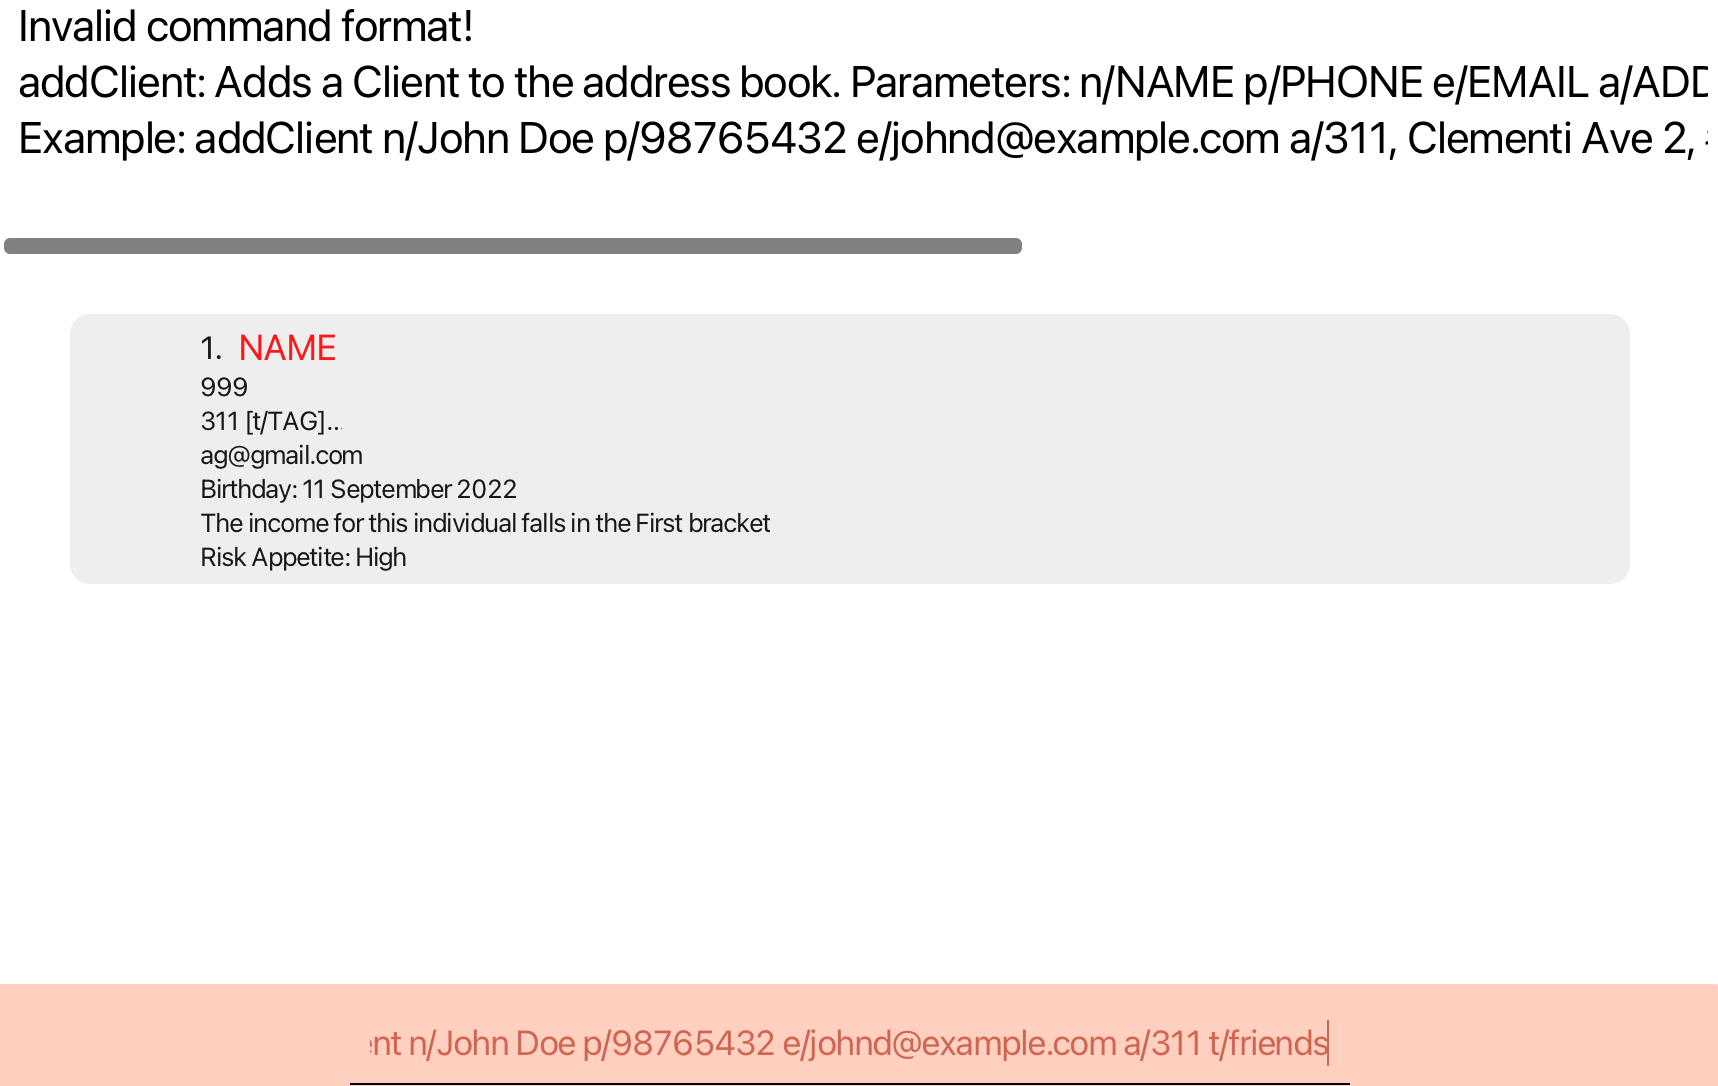 Invalid command format!
addClient: Adds a Client to the address book. Parameters: n/NAME p/PHONE e/EMAIL a/ADD
Example: addClient n/John Doe p/98765432 e/johnd@example.com a/311, Clementi Ave 2,
1. NAME
999
311 [t/TAG]...
ag@gmail.com
Birthday: 11 September 2022
The income for this individual falls in the First bracket
Risk Appetite: High
nt n/John Doe p/98765432 e/johnd@example.com a/311 t/friends